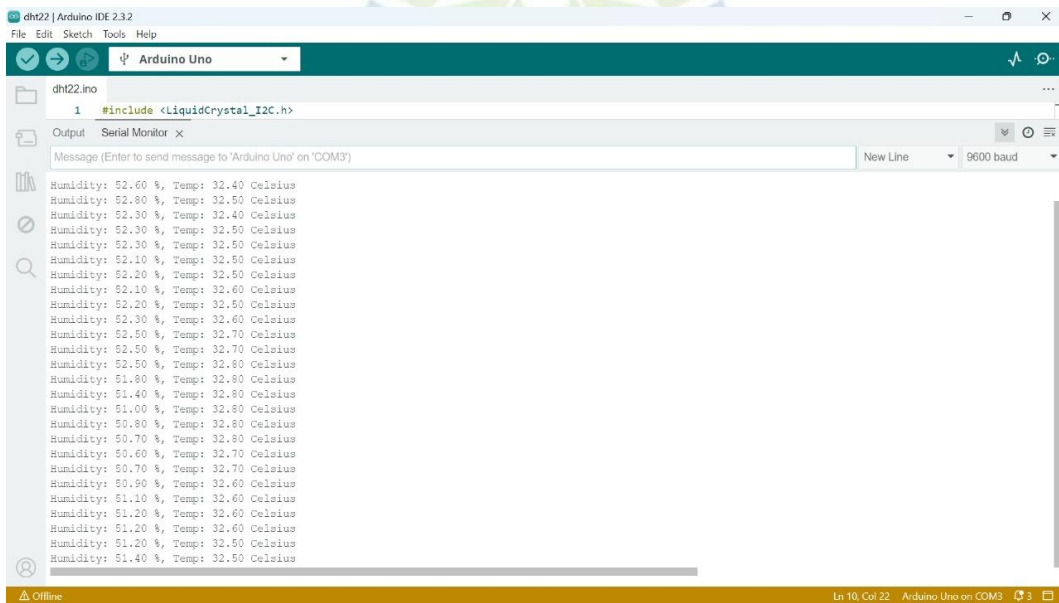 dht22 | Arduino IDE 2.3.2
File Edit Sketch Tools Help
Arduino Uno
dht22.ino
1 #include <LiquidCrystal_I2C.h>
Output Serial Monitor
Message (Enter to send message to 'Arduino Uno' on 'COM3') New Line 9600 baud
Humidity: 52.60 %, Temp: 32.40 Celsius
Humidity: 52.80 %, Temp: 32.50 Celsius
Humidity: 52.30 %, Temp: 32.40 Celsius
Humidity: 52.30 %, Temp: 32.50 Celsius
Humidity: 52.30 %, Temp: 32.50 Celsius
Humidity: 52.10 %, Temp: 32.50 Celsius
Humidity: 52.20 %, Temp: 32.50 Celsius
Humidity: 52.10 %, Temp: 32.60 Celsius
Humidity: 52.20 %, Temp: 32.50 Celsius
Humidity: 52.30 %, Temp: 32.60 Celsius
Humidity: 52.50 %, Temp: 32.70 Celsius
Humidity: 52.50 %, Temp: 32.70 Celsius
Humidity: 52.50 %, Temp: 32.80 Celsius
Humidity: 51.80 %, Temp: 32.80 Celsius
Humidity: 51.40 %, Temp: 32.80 Celsius
Humidity: 51.00 %, Temp: 32.80 Celsius
Humidity: 50.80 %, Temp: 32.80 Celsius
Humidity: 50.70 %, Temp: 32.80 Celsius
Humidity: 50.60 %, Temp: 32.70 Celsius
Humidity: 50.70 %, Temp: 32.70 Celsius
Humidity: 50.90 %, Temp: 32.60 Celsius
Humidity: 51.10 %, Temp: 32.60 Celsius
Humidity: 51.20 %, Temp: 32.60 Celsius
Humidity: 51.20 %, Temp: 32.60 Celsius
Humidity: 51.20 %, Temp: 32.50 Celsius
Humidity: 51.40 %, Temp: 32.50 Celsius
Offline Ln 10, Col 22 Arduino Uno on COM3 3